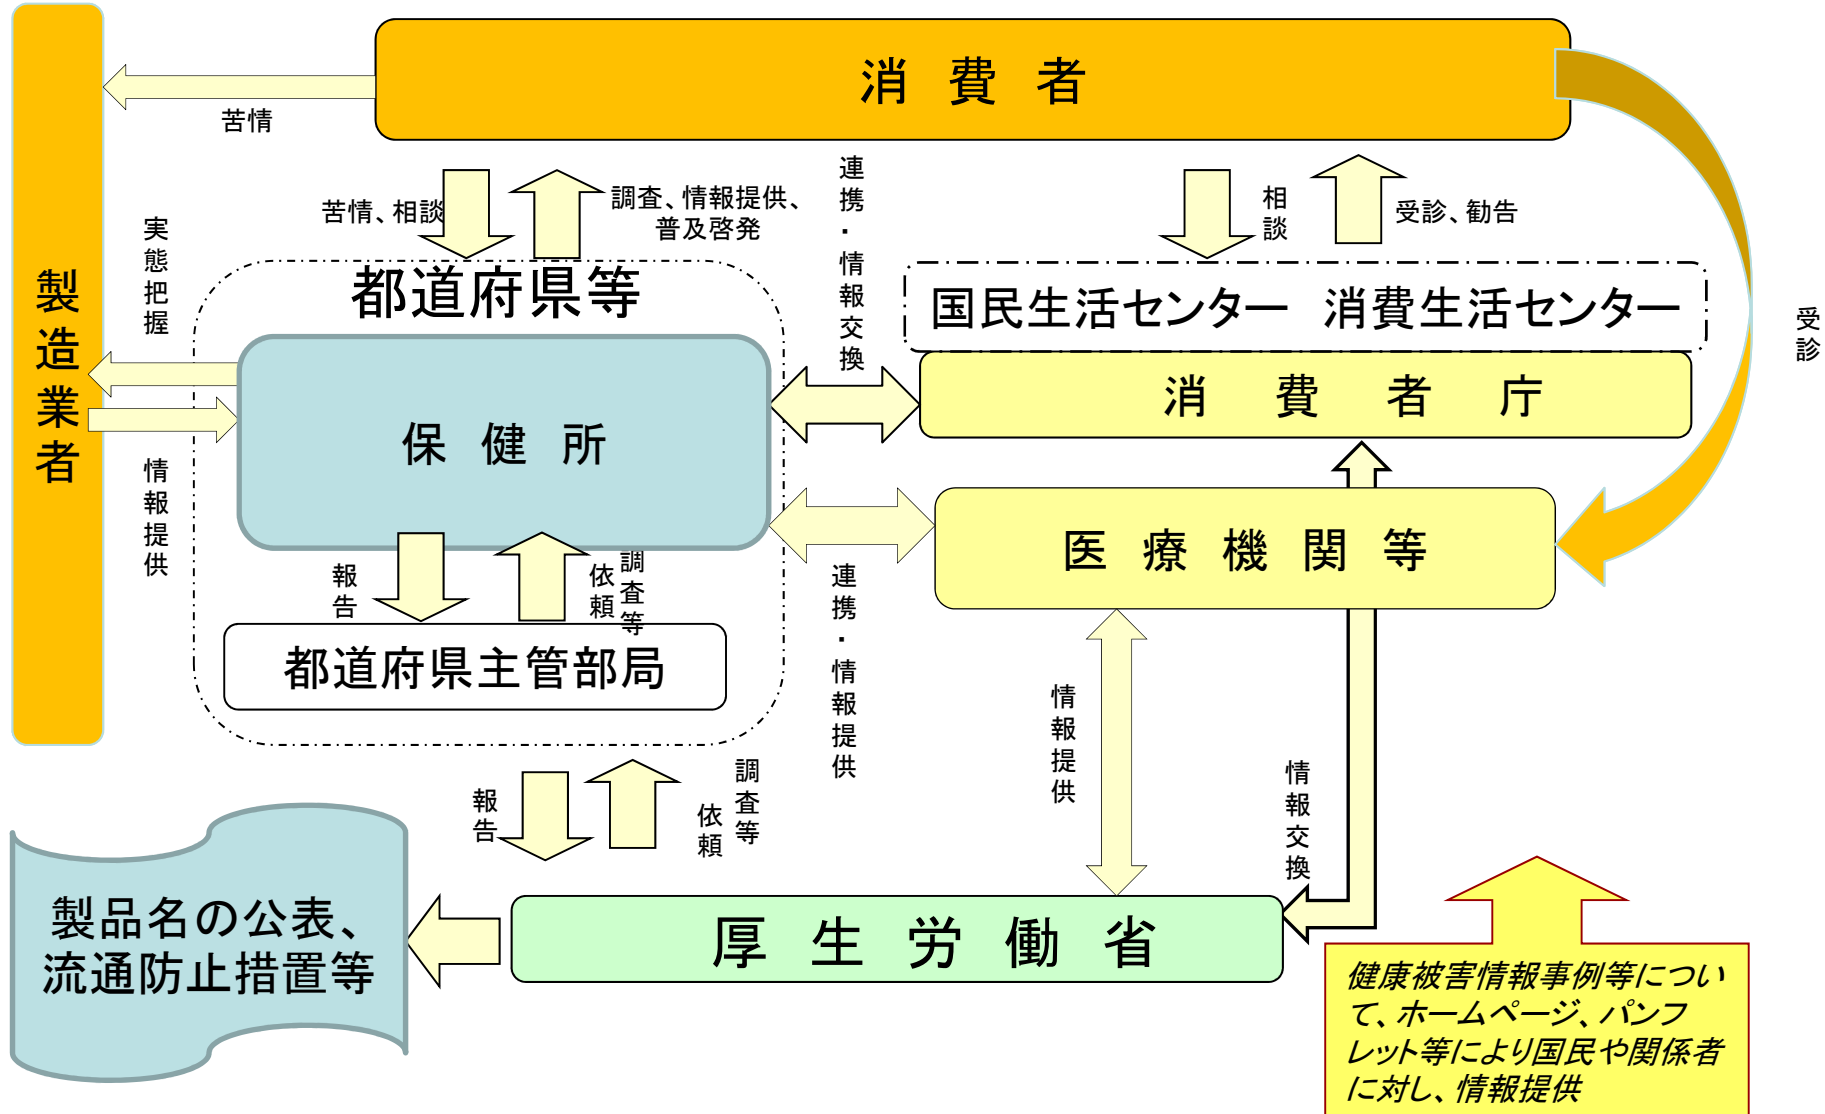 消費者
製造業者
苦情
苦情、相談
調査、情報提供、
普及啓発
連携・情報交換
相談
受診、勧告
受診
実態把握
都道府県等
国民生活センター　消費生活センター
消費者庁
保健所
情報提供
医療機関等
報告
調査等
依頼
都道府県主管部局
連携・情報提供
情報提供
情報交換
報告
調査等
依頼
厚生労働省
製品名の公表、
流通防止措置等
健康被害情報事例等につい
て、ホームページ、パンフ
レット等により国民や関係者
に対し、情報提供